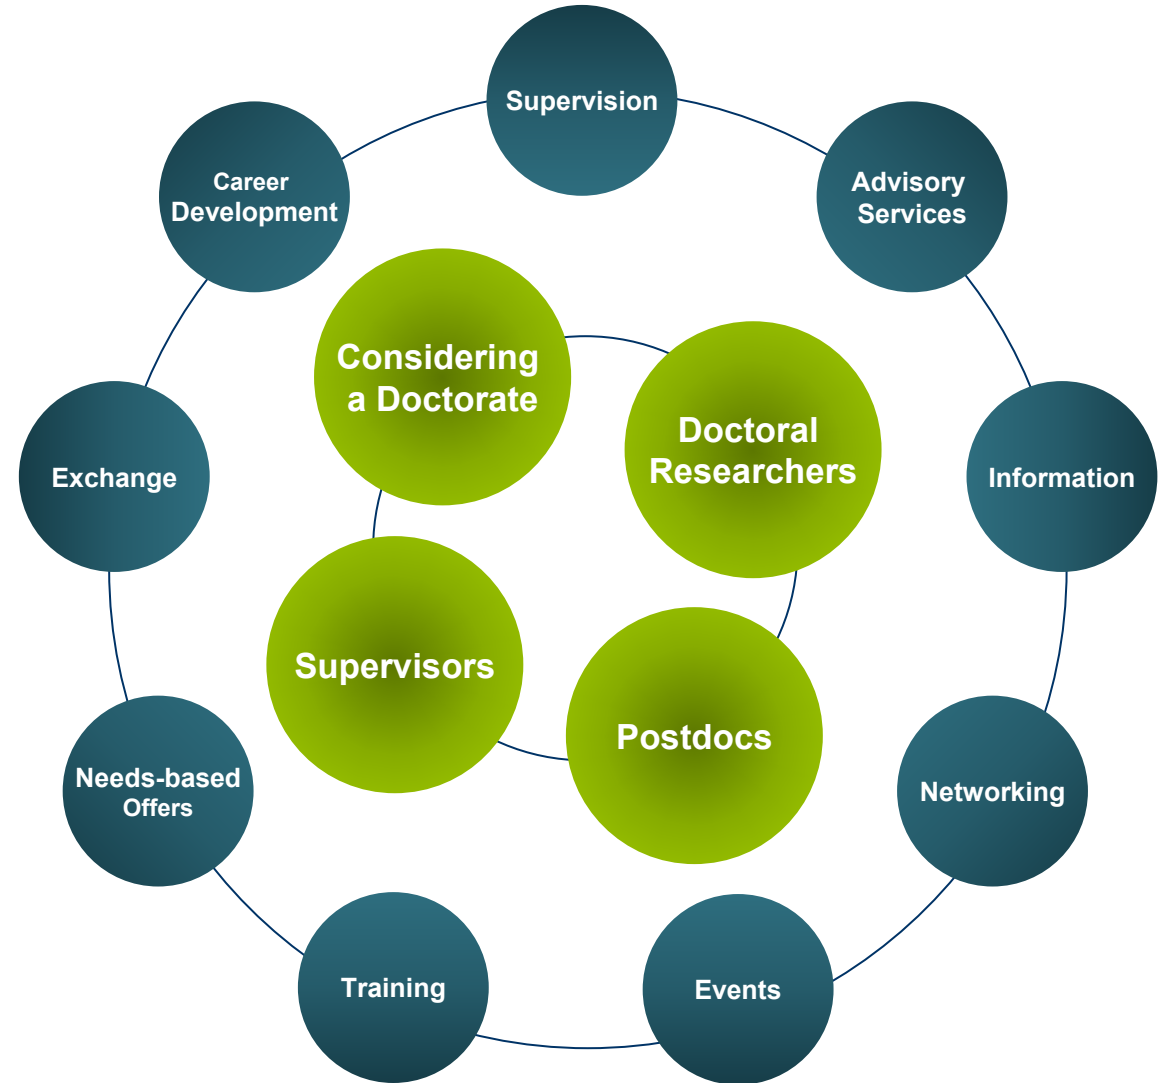 Supervision
Advisory
Services
Information
Networking
Events
Training
Needs-based
Offers
Exchange
Career
Development
Considering
a Doctorate
Doctoral
Researchers
Postdocs
Supervisors